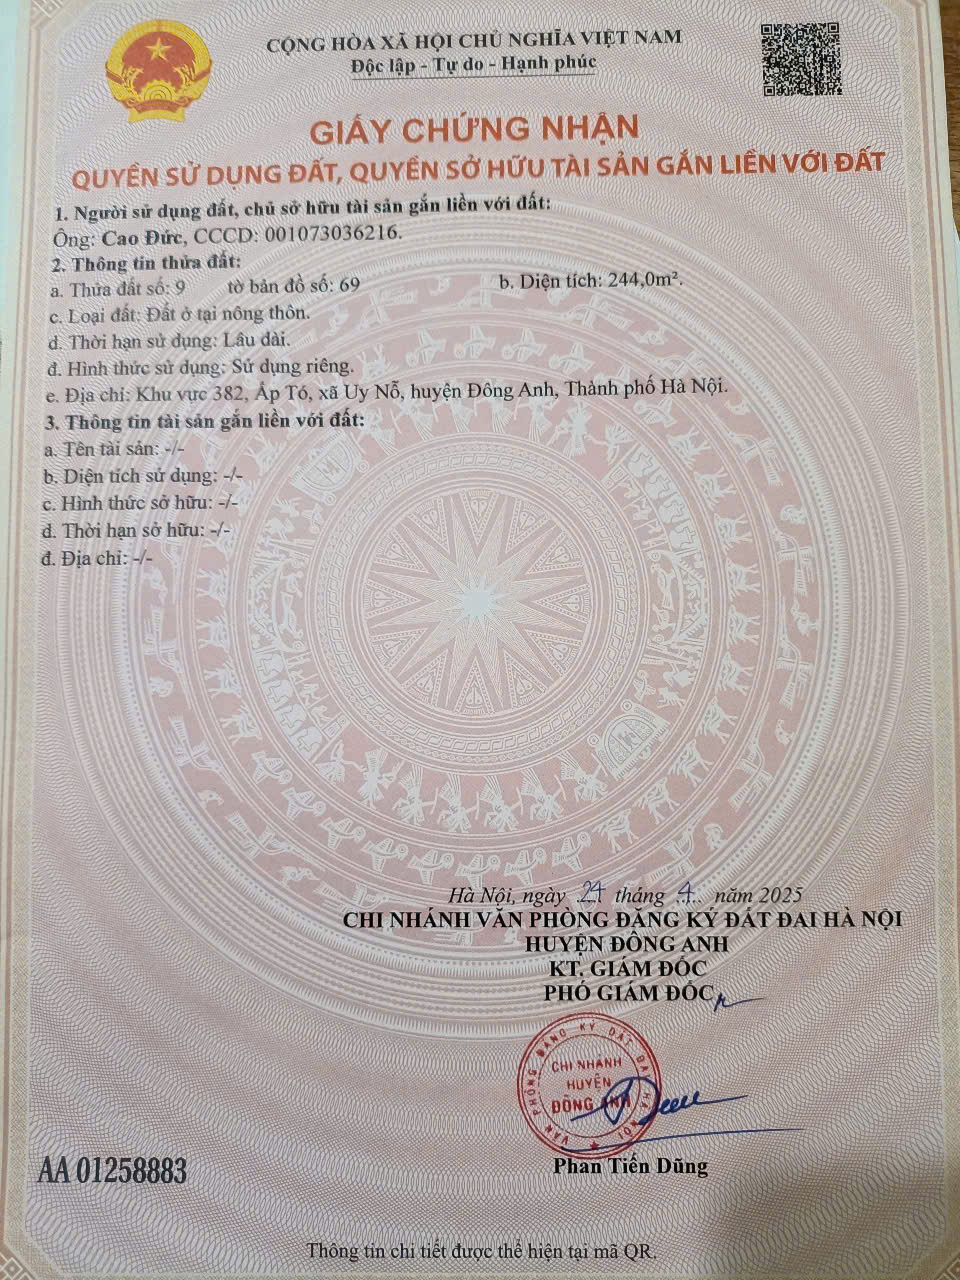 CỘNG HÒA XÃ HỘI CHỦ NGHĨA VIỆT NAM
Độc lập - Tự do - Hạnh phúc
GIẤY CHỨNG NHẬN
QUYỀN SỬ DỤNG ĐẤT, QUYỀN SỞ HỮU TÀI SẢN GẮN LIỀN VỚI ĐẤT
1. Người sử dụng đất, chủ sở hữu tài sản gắn liền với đất:
Ông: Cao Đức, CCCD: 001073036216.
2. Thông tin thửa đất:
a. Thửa đất số: 9 tờ bản đồ số: 69 b. Diện tích: 244,0m².
c. Loại đất: Đất ở tại nông thôn.
d. Thời hạn sử dụng: Lâu dài.
đ. Hình thức sử dụng: Sử dụng riêng.
e. Địa chỉ: Khu vực 382, Ấp Tó, xã Uy Nỗ, huyện Đông Anh, Thành phố Hà Nội.
3. Thông tin tài sản gắn liền với đất:
a. Tên tài sản: -/-
b. Diện tích sử dụng: -/-
c. Hình thức sở hữu: -/-
d. Thời hạn sở hữu: -/-
đ. Địa chỉ: -/-
Hà Nội, ngày 24 tháng 4 năm 2025
CHI NHÁNH VĂN PHÒNG ĐĂNG KÝ ĐẤT ĐAI HÀ NỘI
HUYỆN ĐÔNG ANH
KT. GIÁM ĐỐC
PHÓ GIÁM ĐỐC
VĂN PHÒNG ĐĂNG KÝ ĐẤT ĐAI HÀ NỘI
CHI NHÁNH
HUYỆN
ĐÔNG ANH
Phan Tiến Dũng
AA 01258883
Thông tin chi tiết được thể hiện tại mã QR.